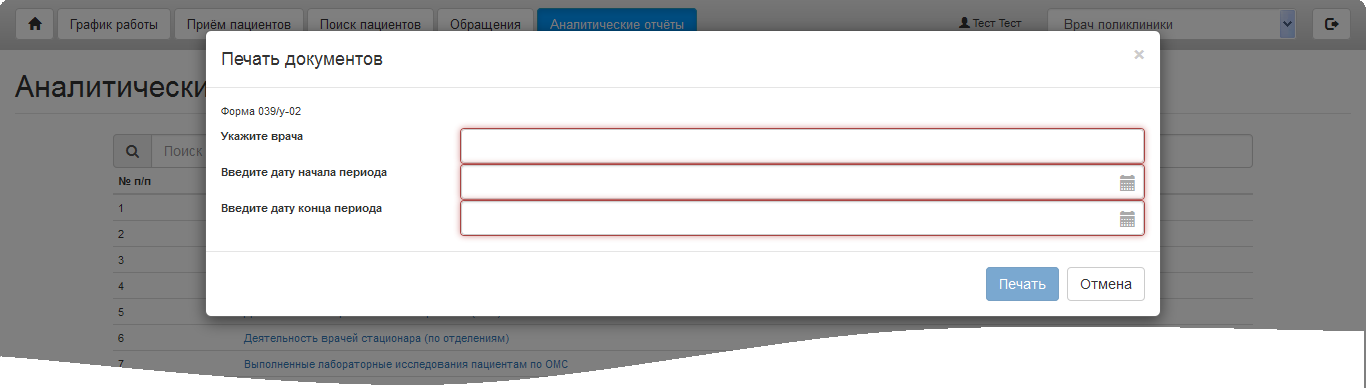 График работы Приём пациентов Поиск пациентов Обращения Аналитические отчёты Тест Тест Врач поликлиники
Печать документов ×
Аналитически
Форма 039/у-02
Укажите врача
Поиск
Введите дату начала периода
№ п/п
Введите дату конца периода
1
2
3
4
Печать Отмена
5
6 Деятельность врачей стационара (по отделениям)
7 Выполненные лабораторные исследования пациентам по ОМС